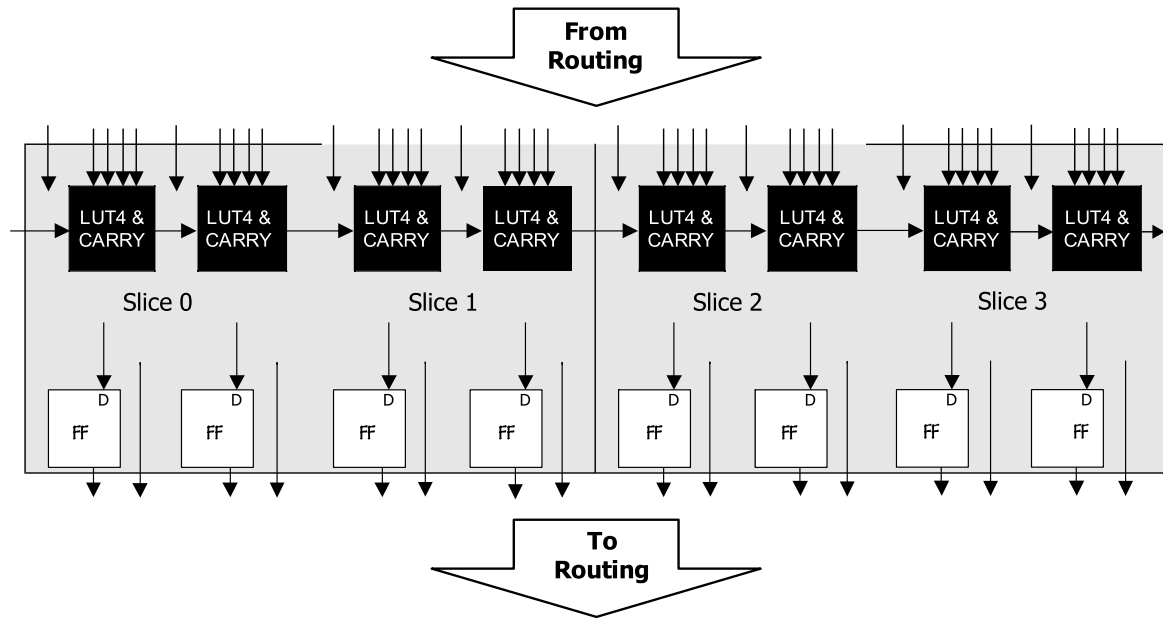 From
Routing
LUT4 &
CARRY
LUT4 &
CARRY
LUT4 &
CARRY
LUT4 &
CARRY
LUT4 &
CARRY
LUT4 &
CARRY
LUT4 &
CARRY
LUT4 &
CARRY
Slice 0
Slice 1
Slice 2
Slice 3
D
FF
D
FF
D
FF
D
FF
D
FF
D
FF
D
FF
D
FF
To
Routing